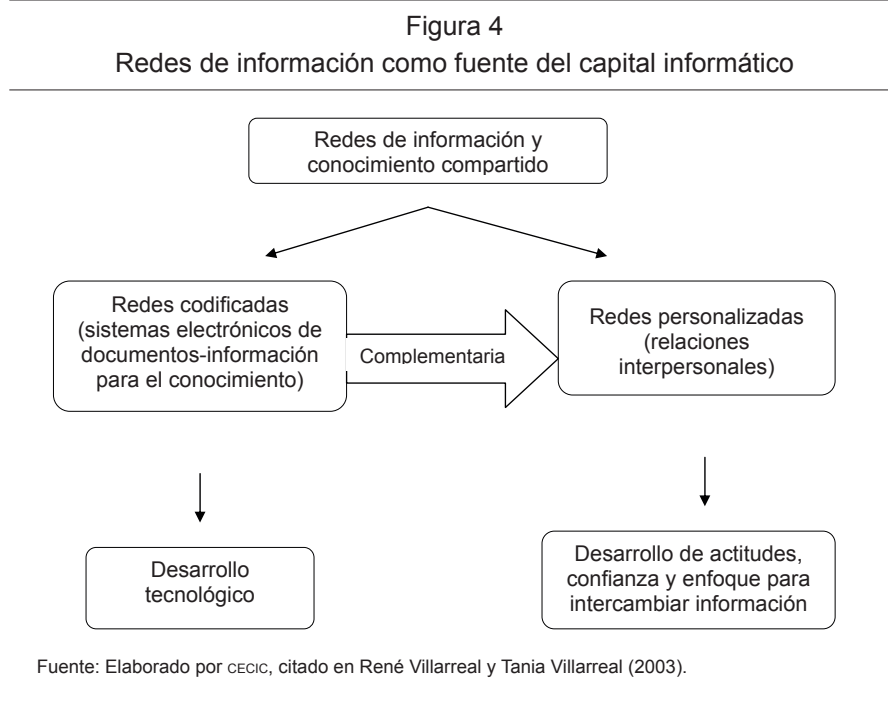 Figura 4
Redes de información como fuente del capital informático
Redes de información y
conocimiento compartido
Redes codificadas
(sistemas electrónicos de
documentos-información
para el conocimiento)
Complementaria
Redes personalizadas
(relaciones
interpersonales)
Desarrollo
tecnológico
Desarrollo de actitudes,
confianza y enfoque para
intercambiar información
Fuente: Elaborado por CECIC, citado en René Villarreal y Tania Villarreal (2003).